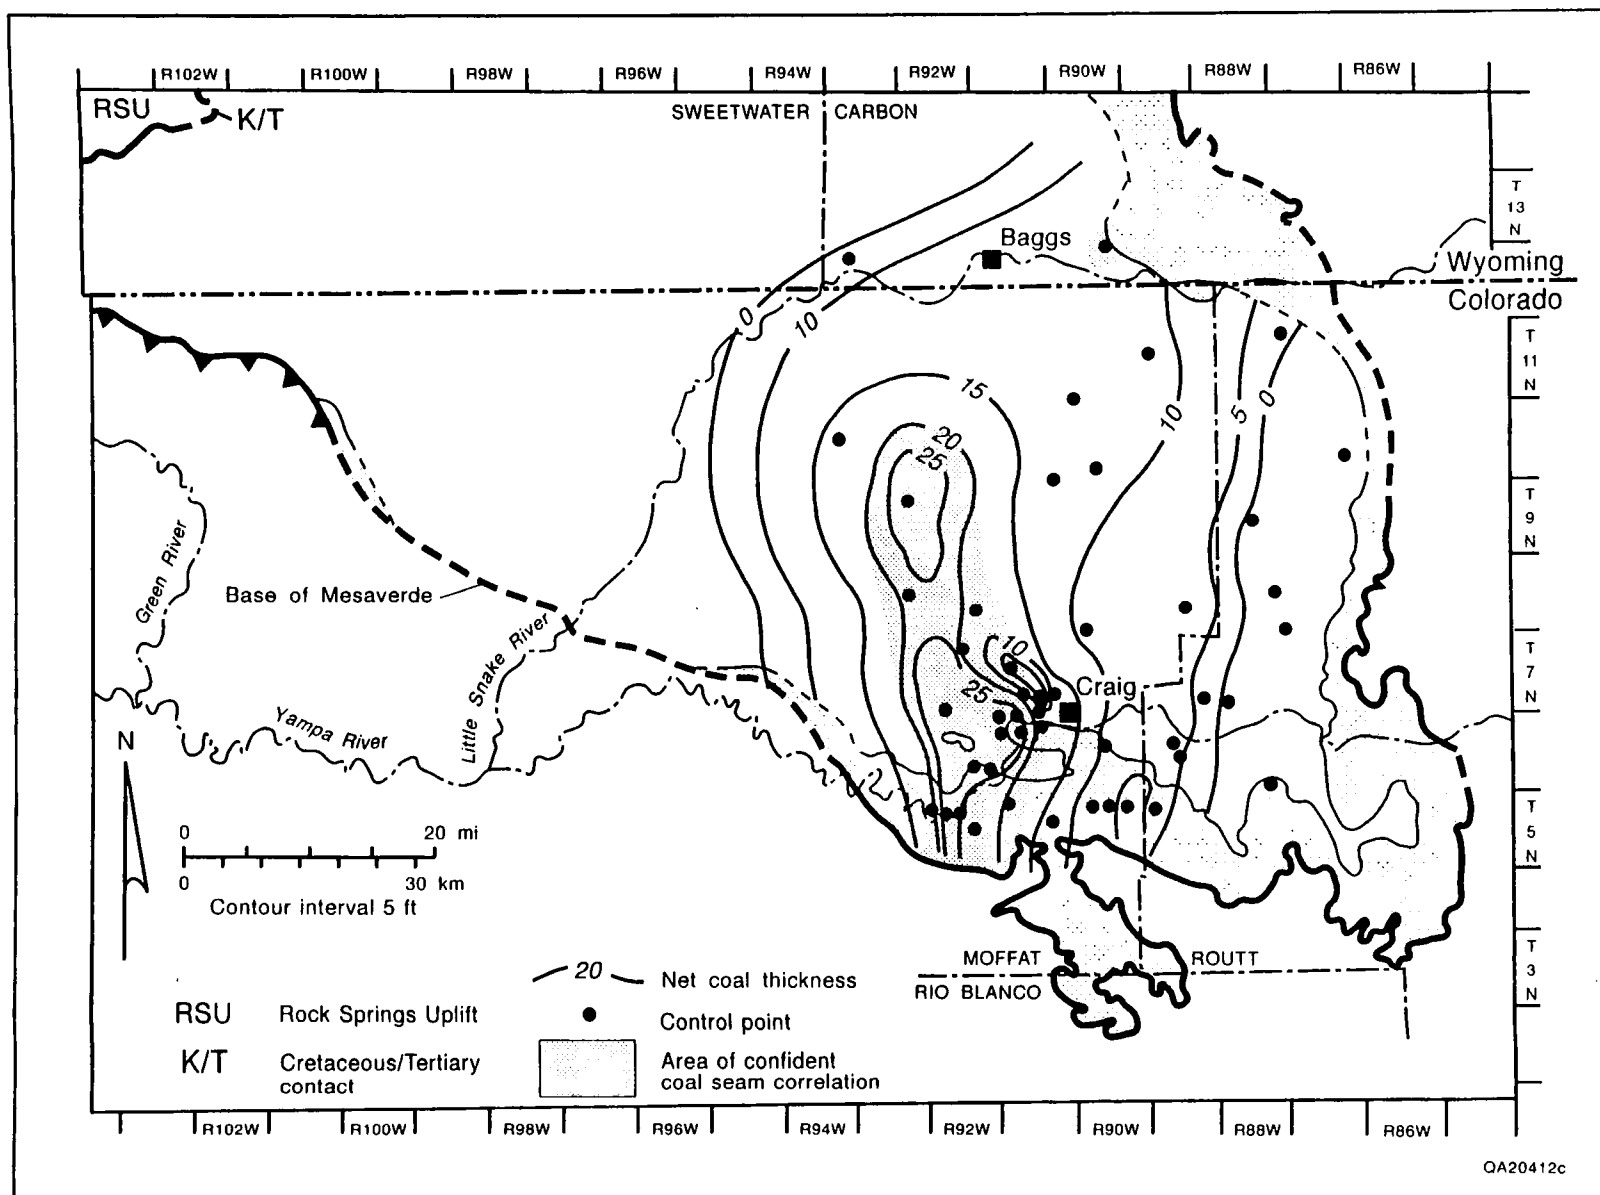 R102W R100W R98W R96W R94W R92W R90W R88W R86W
RSU
K/T
SWEETWATER CARBON
T
13
N
Baggs
Wyoming
Colorado
0
10
T
11
N
15
10
5
0
20
25
T
9
N
Green River
Base of Mesaverde
Little Snake River
10
T
7
N
25
Craig
Yampa River
N
0 20 mi
0 30 km
Contour interval 5 ft
T
5
N
MOFFAT ROUTT
RIO BLANCO
T
3
N
20 Net coal thickness
RSU Rock Springs Uplift
Control point
K/T Cretaceous/Tertiary
contact
Area of confident
coal seam correlation
R102W R100W R98W R96W R94W R92W R90W R88W R86W
QA20412c